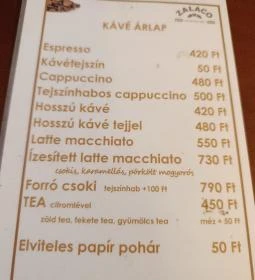 ZALACO
KÁVÉ ÁRLAP
Espresso 420 Ft
Kávétejszín 50 Ft
Cappuccino 480 Ft
Tejszínhabos cappuccino 500 Ft
Hosszú kávé 420 Ft
Hosszú kávé tejjel 480 Ft
Latte macchiato 550 Ft
Ízesített latte macchiato 730 Ft
csokis, karamellás, pörkölt mogyorós
Forró csoki tejszínhab +100 Ft 790 Ft
TEA citromlével 450 Ft
zöld tea, fekete tea, gyümölcs tea méz + 50 Ft
Elviteles papír pohár 50 Ft